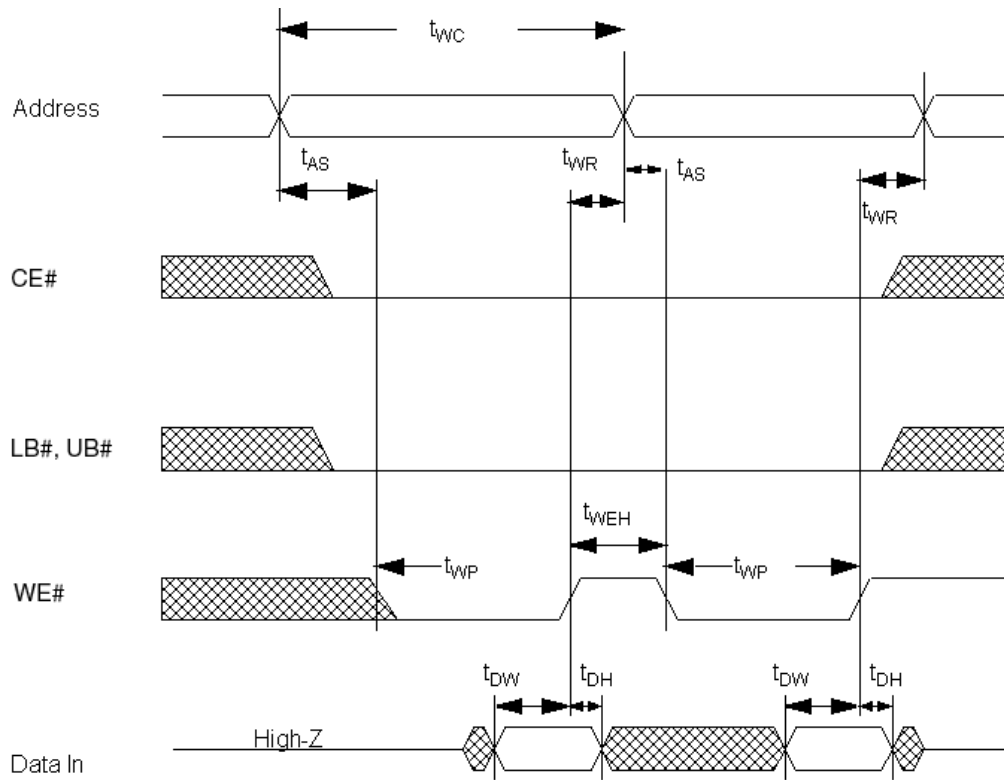 tWC
Address
tAS
tWR
tAS
tWR
CE#
LB#, UB#
tWEH
tWP
tWP
WE#
tDW
tDH
tDW
tDH
High-Z
Data In